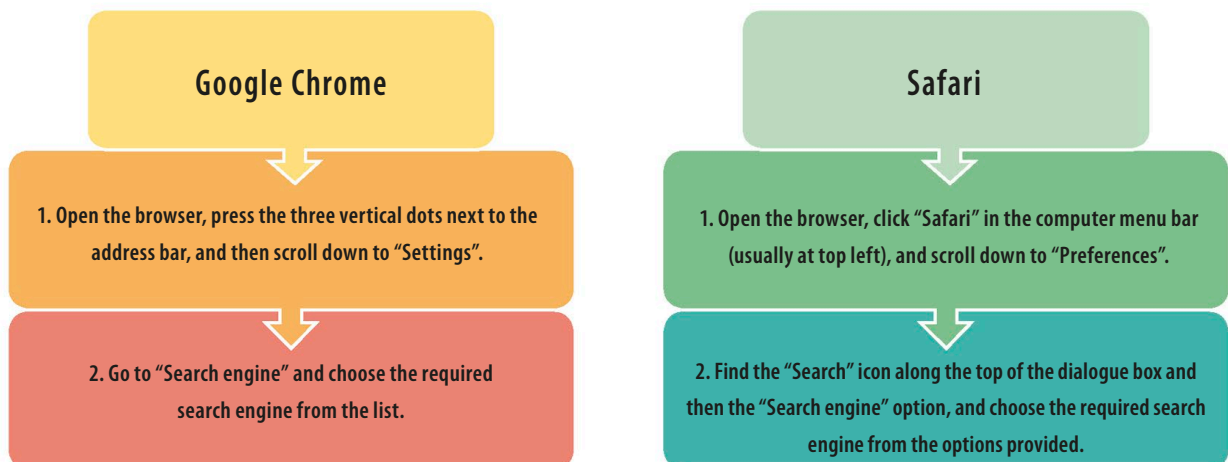 Google Chrome
1. Open the browser, press the three vertical dots next to the
address bar, and then scroll down to “Settings”.
2. Go to “Search engine” and choose the required
search engine from the list.
Safari
1. Open the browser, click “Safari” in the computer menu bar
(usually at top left), and scroll down to “Preferences”.
2. Find the “Search” icon along the top of the dialogue box and
then the “Search engine” option, and choose the required search
engine from the options provided.